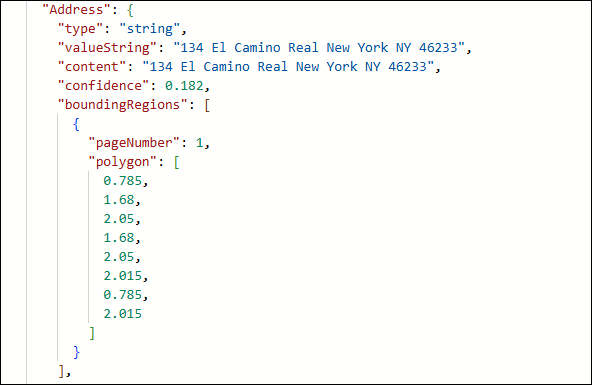 "Address": {
"type": "string",
"valueString": "134 El Camino Real New York NY 46233",
"content": "134 El Camino Real New York NY 46233",
"confidence": 0.182,
"boundingRegions": [
{
"pageNumber": 1,
"polygon": [
0.785,
1.68,
2.05,
1.68,
2.05,
2.015,
0.785,
2.015
]
}
],